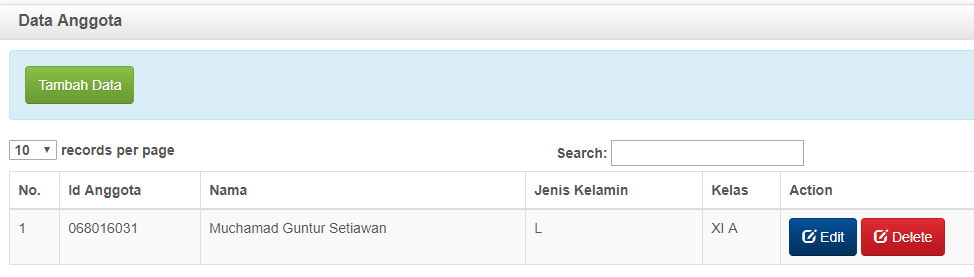 Data Anggota
Tambah Data
10 records per page
Search:
No. Id Anggota Nama Jenis Kelamin Kelas Action
1 068016031 Muchamad Guntur Setiawan L XI A Edit Delete